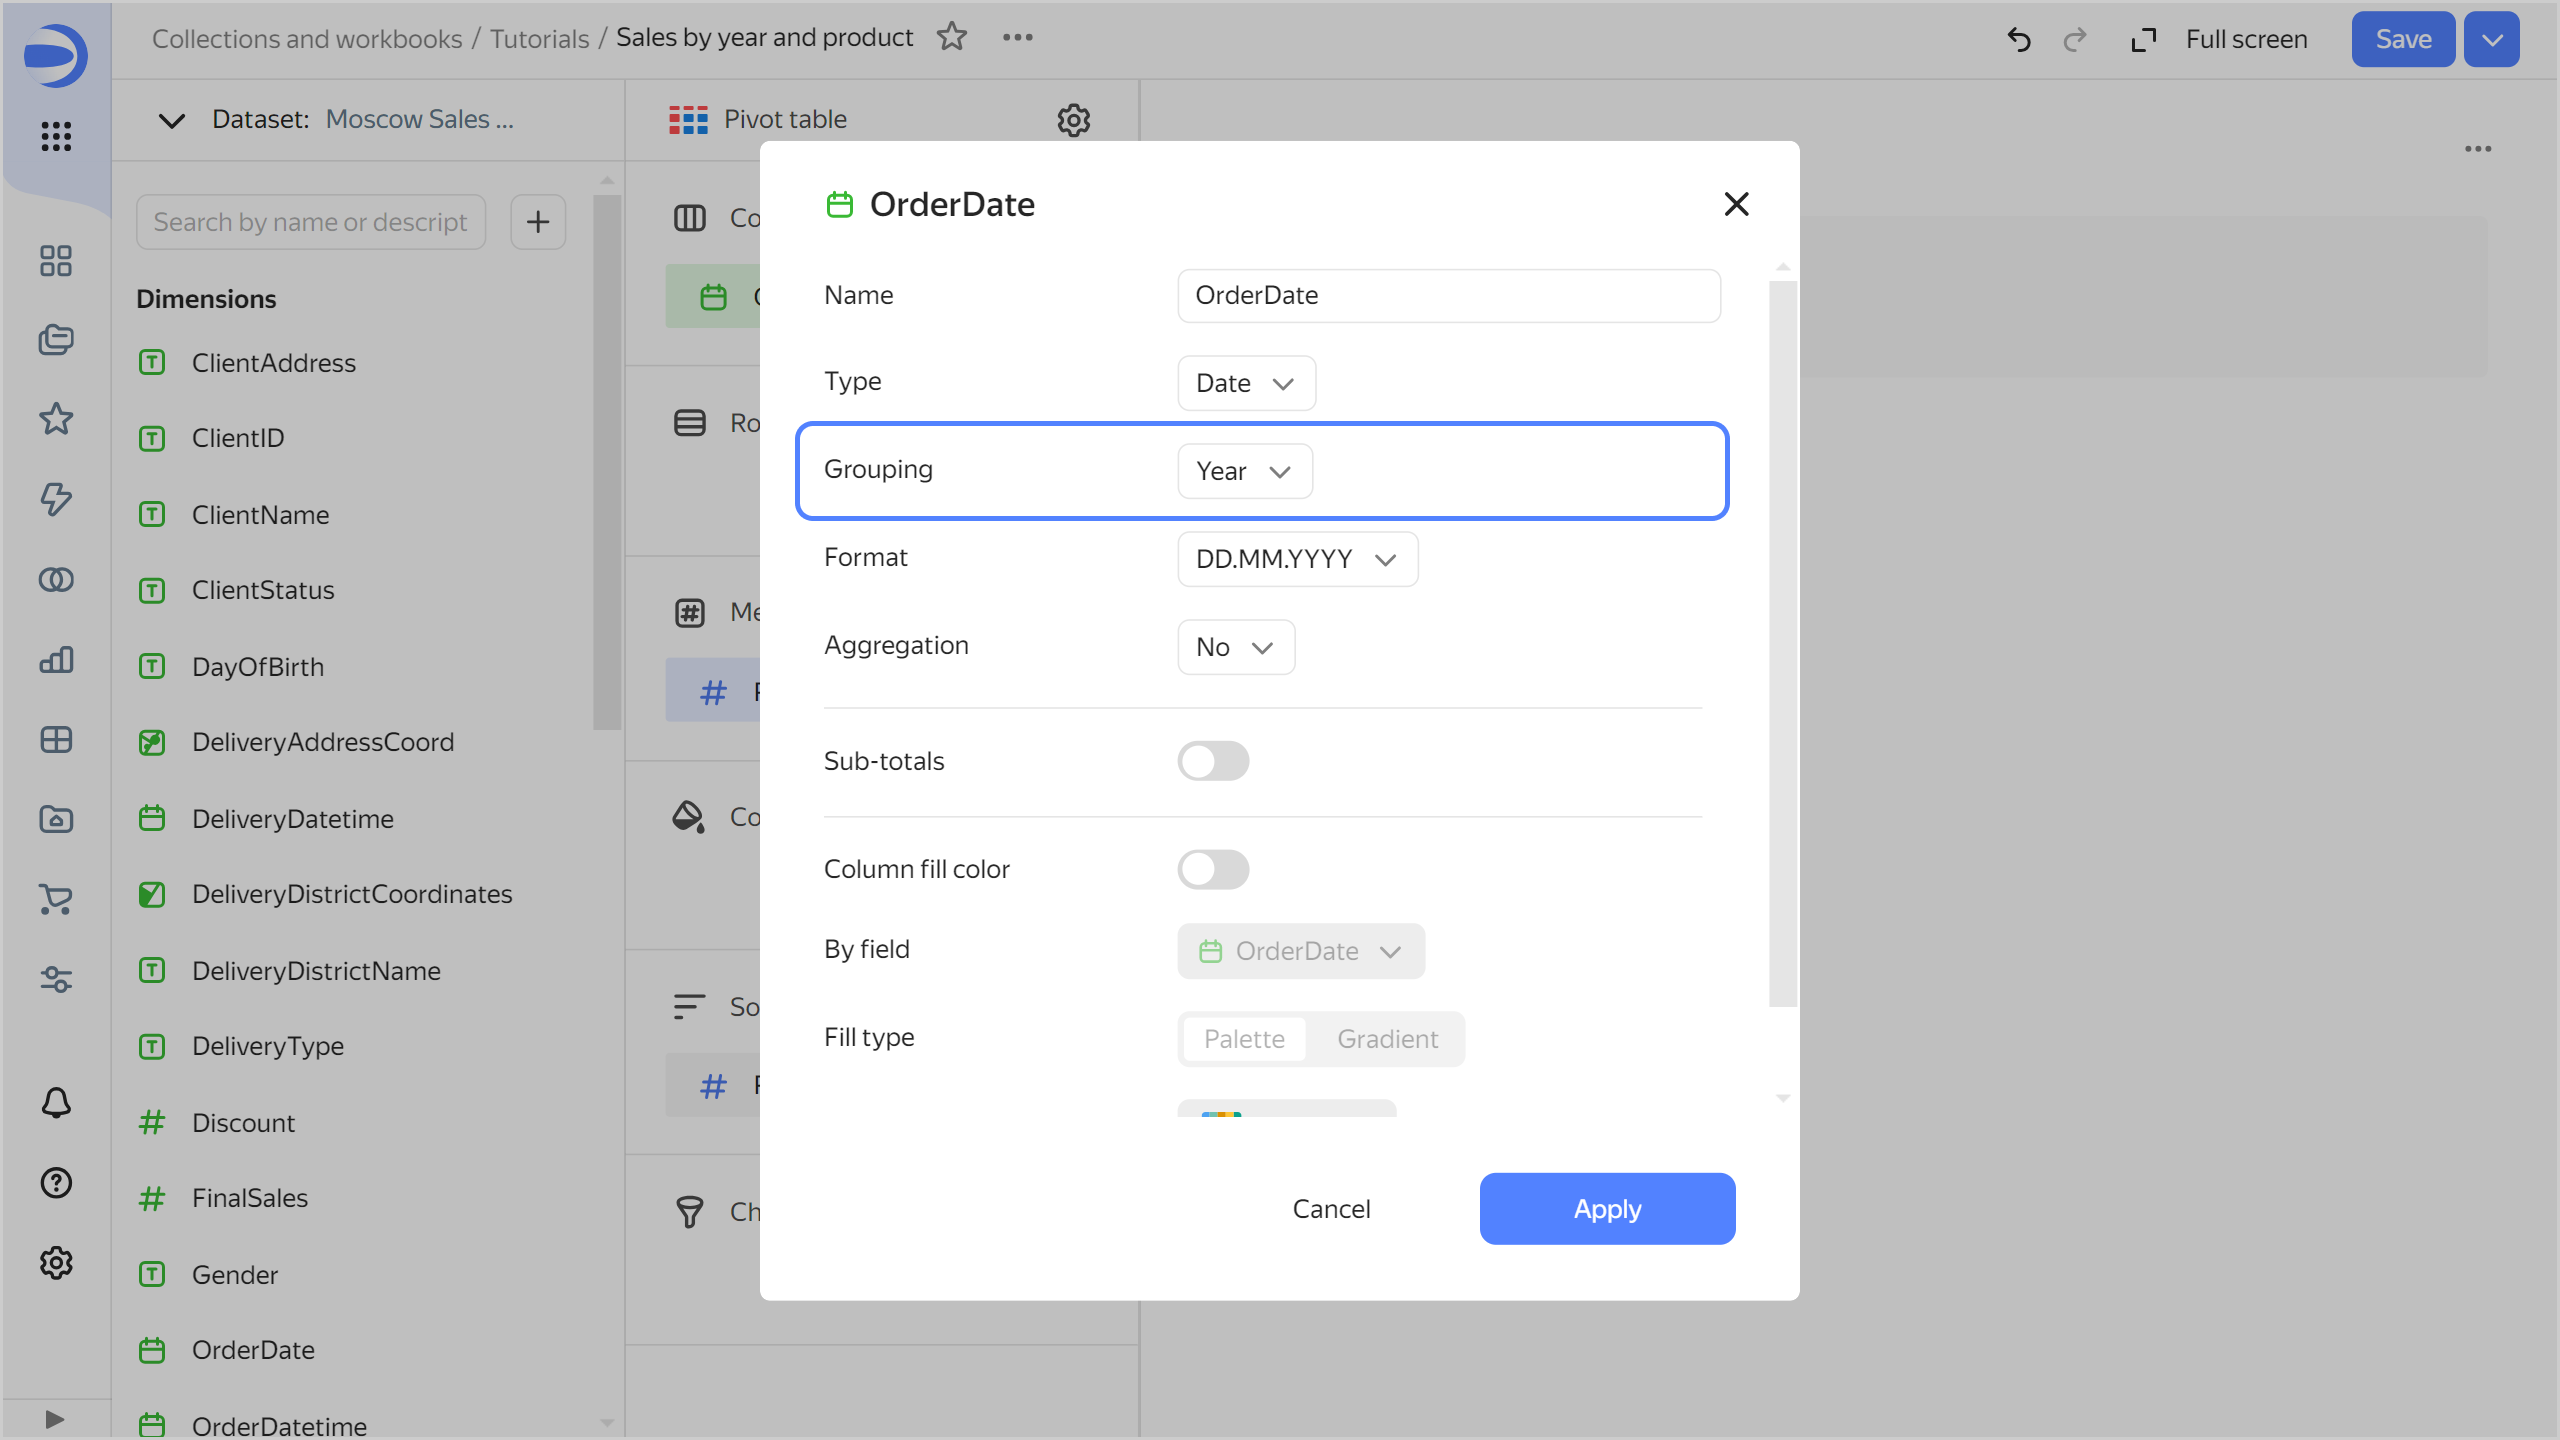 Collections and workbooks / Tutorials / Sales by year and product
Full screen
Save
Dataset: Moscow Sales ...
Pivot table
Search by name or descript
Dimensions
ClientAddress
ClientID
ClientName
ClientStatus
DayOfBirth
DeliveryAddressCoord
DeliveryDatetime
DeliveryDistrictCoordinates
DeliveryDistrictName
DeliveryType
Discount
FinalSales
Gender
OrderDate
OrderDatetime
Co
Ro
Me
Co
So
Ch
OrderDate
Name
OrderDate
Type
Date
Grouping
Year
Format
DD.MM.YYYY
Aggregation
No
Sub-totals
Column fill color
By field
OrderDate
Fill type
Palette
Gradient
Cancel
Apply